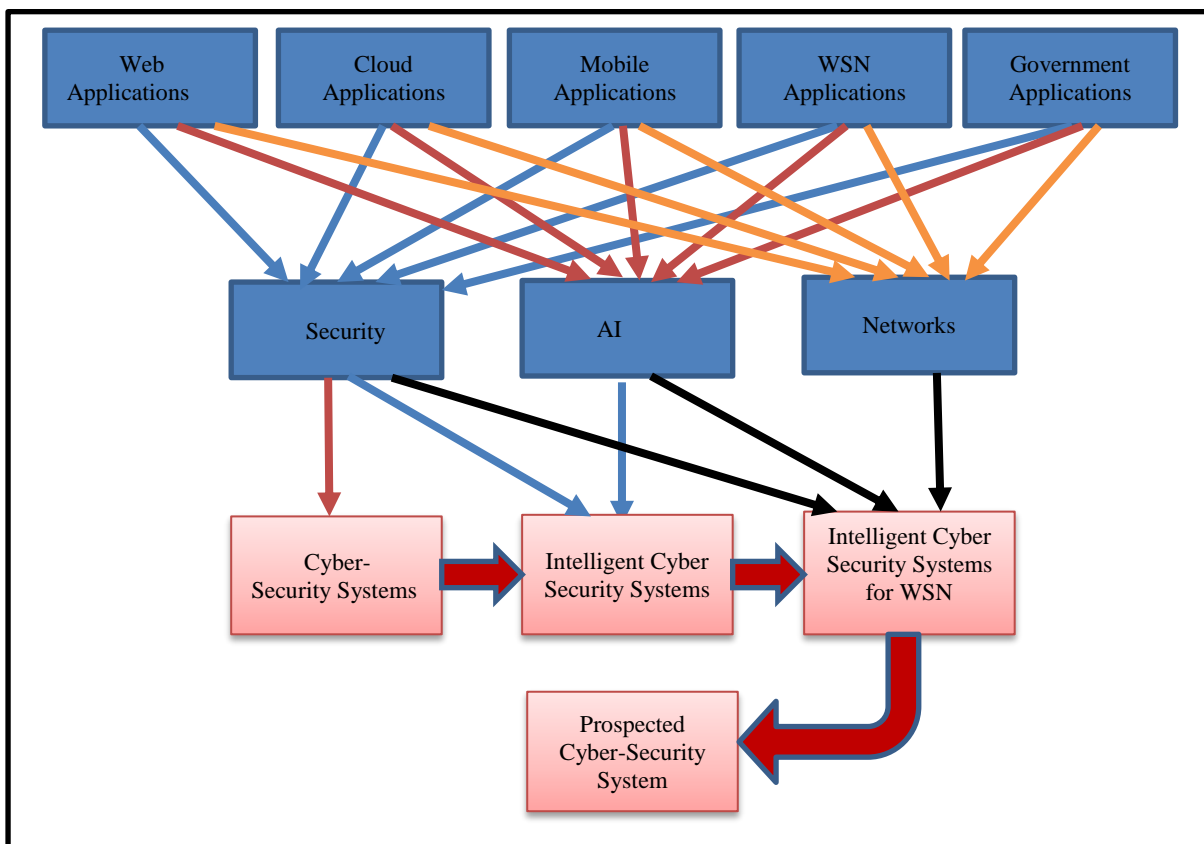 Web
Applications
Cloud
Applications
Mobile
Applications
WSN
Applications
Government
Applications
Security
AI
Networks
Cyber-
Security Systems
Intelligent Cyber
Security Systems
Intelligent Cyber
Security Systems
for WSN
Prospected
Cyber-Security
System